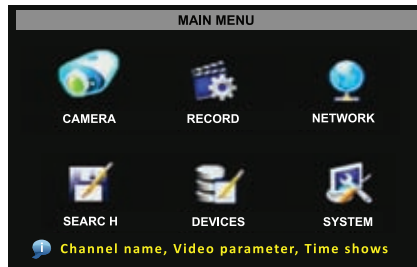 MAIN MENU
CAMERA RECORD NETWORK
SEARC H DEVICES SYSTEM
Channel name, Video parameter, Time shows